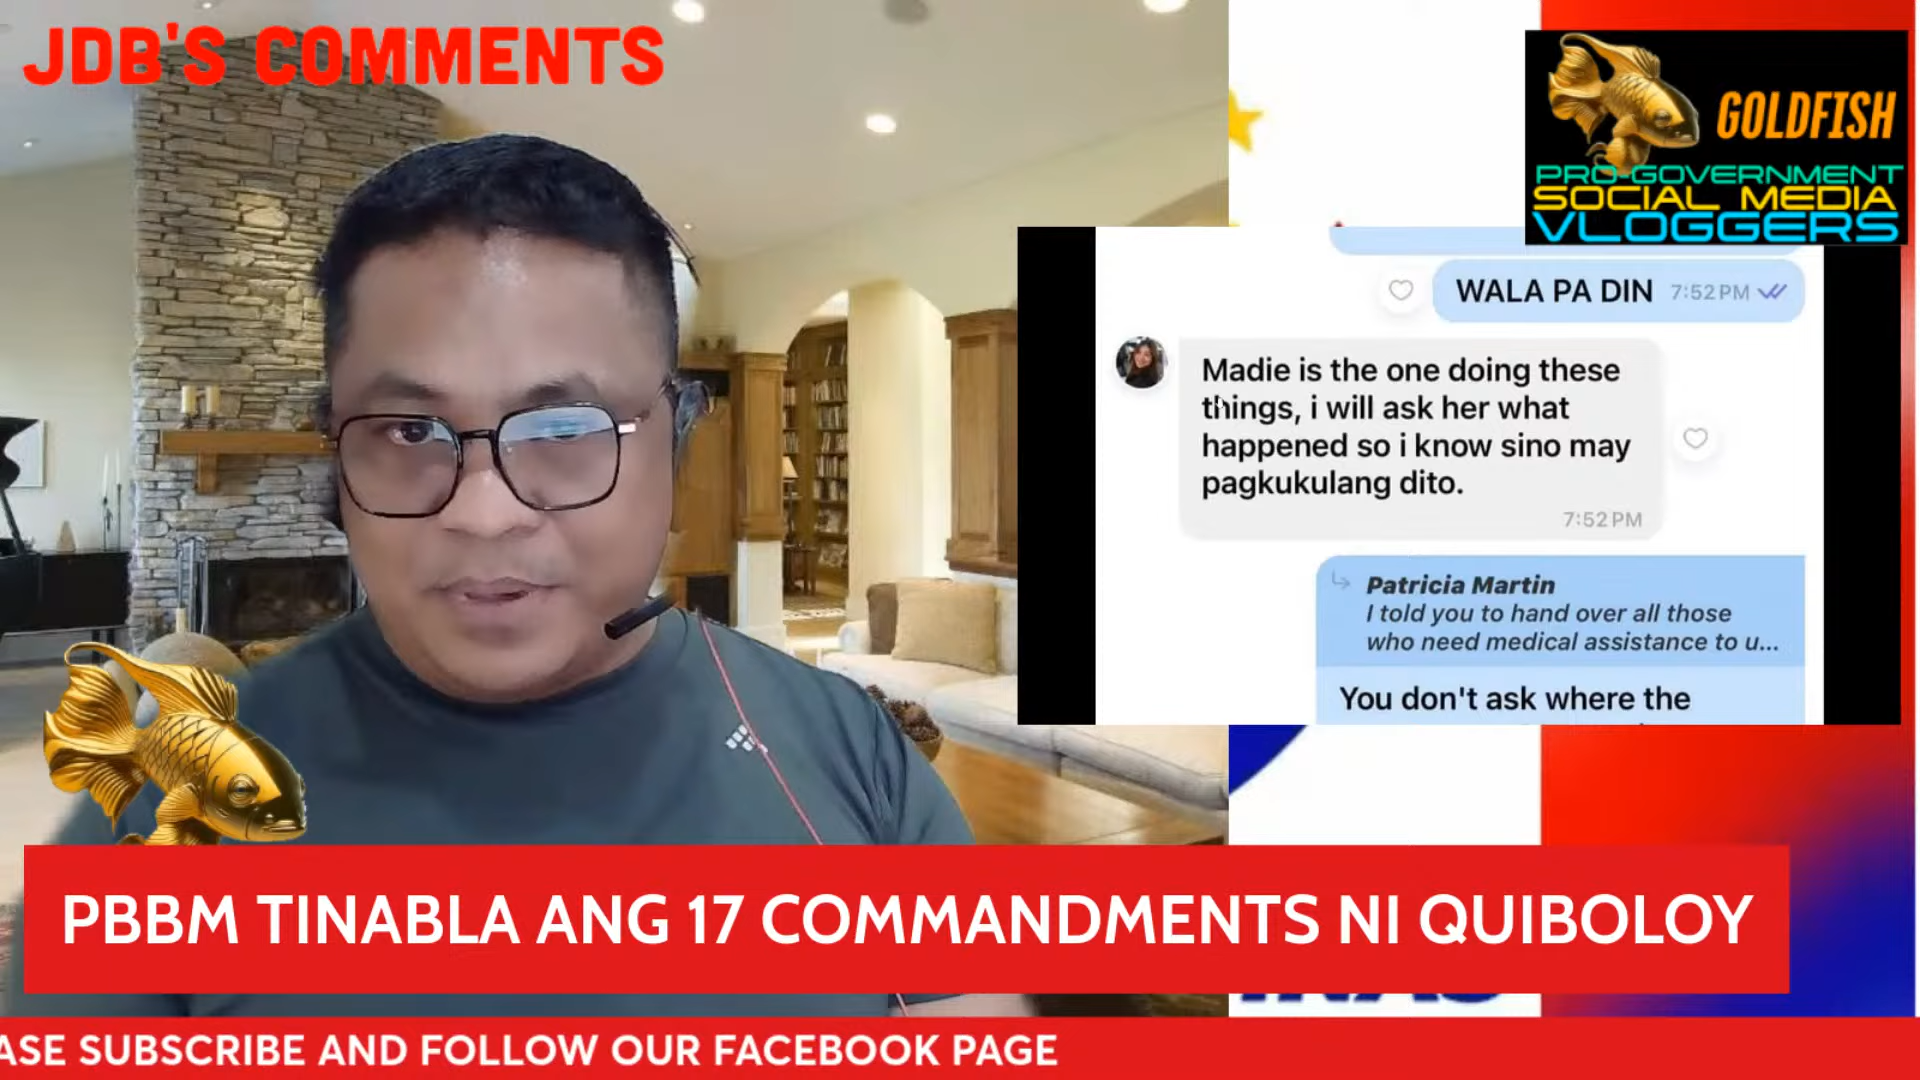 JDB'S COMMENTS
GOLDFISH
PRO-GOVERNMENT
SOCIAL MEDIA
VLOGGERS
WALA PA DIN 7:52 PM
Madie is the one doing these
things, i will ask her what
happened so i know sino may
pagkukulang dito.
7:52 PM
Patricia Martin
I told you to hand over all those
who need medical assistance to u...
You don't ask where the
PBBM TINABLA ANG 17 COMMANDMENTS NI QUIBOLOY
ASE SUBSCRIBE AND FOLLOW OUR FACEBOOK PAGE